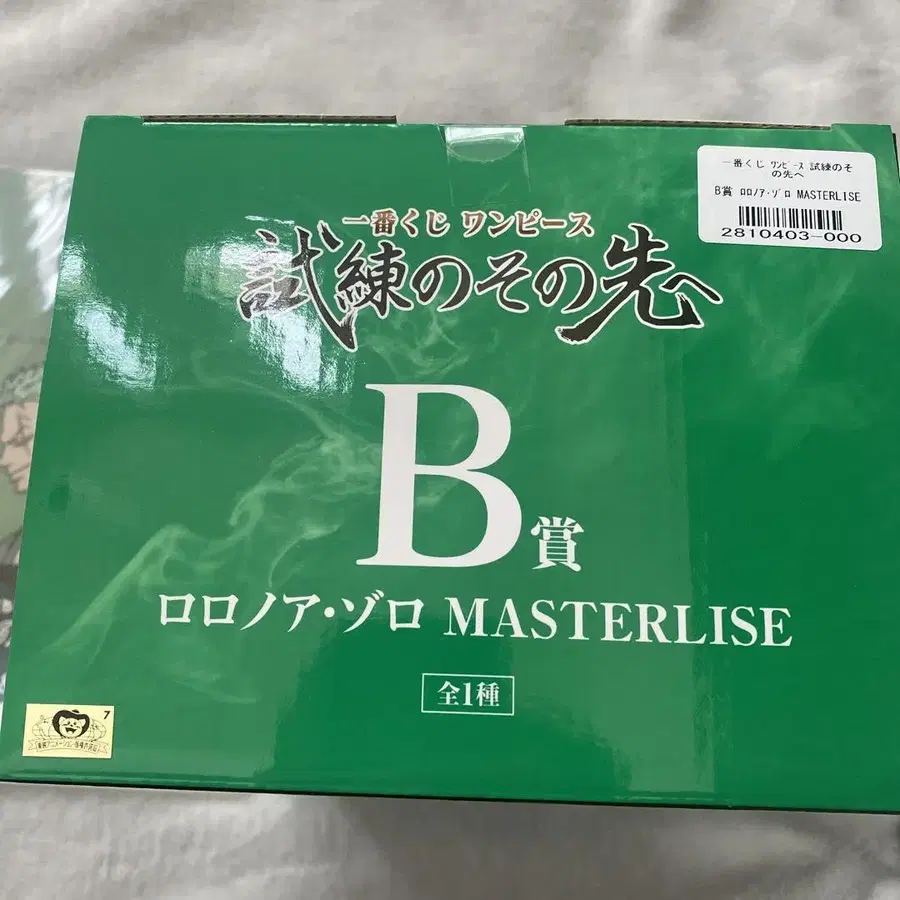 一番くじ ﾜﾝﾋﾟｰｽ 試練のそ
の先へ
B賞 ﾛﾛﾉｱ･ｿﾞﾛ MASTERLISE
2810403-000
一番くじ ワンピース
試練のその先へ
B賞
ロロノア・ゾロ MASTERLISE
全1種
7